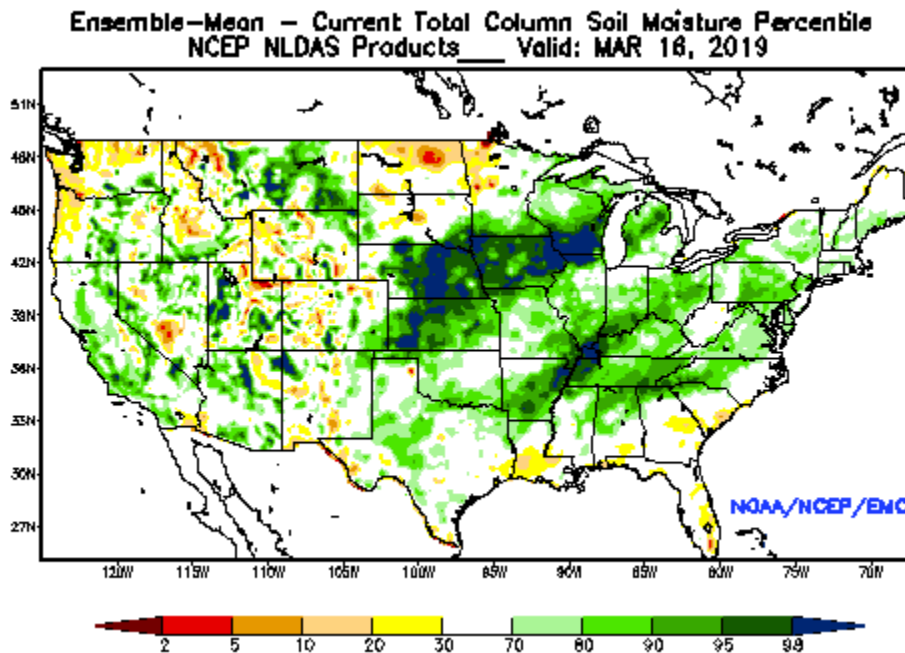 Ensemble-Mean - Current Total Column Soil Moisture Percentile
NCEP NLDAS Products___ Valid: MAR 16, 2019
51N
48N
45N
42N
39N
36N
33N
30N
27N
NOAA/NCEP/EMC
120W 115W 110W 105W 100W 95W 90W 85W 80W 75W 70W
2 5 10 20 30 70 80 90 95 98